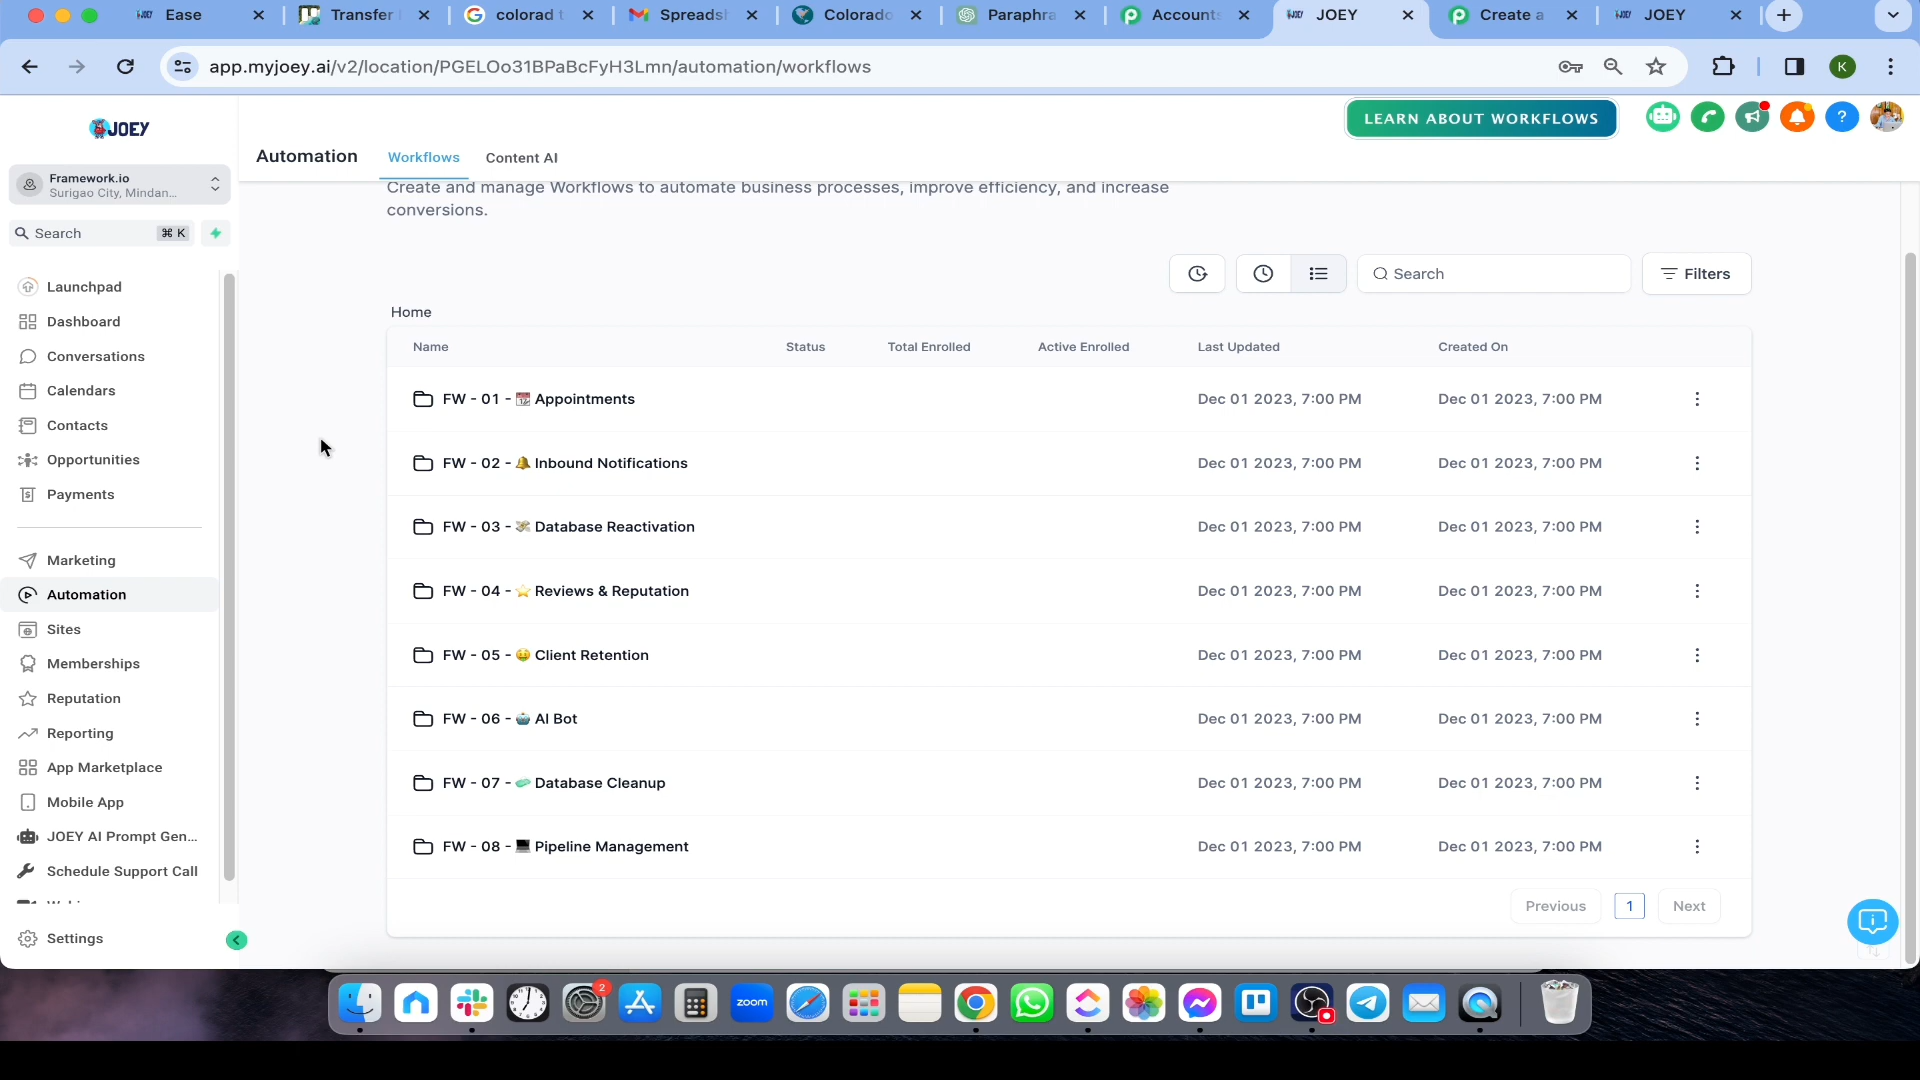 Ease
Transfer
colorad t
Spreads
Colorado
Paraphra
Account
JOEY
Create a
JOEY
app.myjoey.ai/v2/location/PGELOo31BPaBcFyH3Lmn/automation/workflows
K
JOEY
LEARN ABOUT WORKFLOWS
?
Automation
Workflows
Content AI
Framework.io
Surigao City, Mindan...
Create and manage Workflows to automate business processes, improve efficiency, and increase
conversions.
Search
⌘ K
Search
Filters
Launchpad
Dashboard
Conversations
Calendars
Contacts
Opportunities
Payments
Marketing
Automation
Sites
Memberships
Reputation
Reporting
App Marketplace
Mobile App
JOEY AI Prompt Gen...
Schedule Support Call
Settings
Home
Name Status Total Enrolled Active Enrolled Last Updated Created On
FW - 01 - 📆 Appointments Dec 01 2023, 7:00 PM Dec 01 2023, 7:00 PM
FW - 02 - 🔔 Inbound Notifications Dec 01 2023, 7:00 PM Dec 01 2023, 7:00 PM
FW - 03 - 💸 Database Reactivation Dec 01 2023, 7:00 PM Dec 01 2023, 7:00 PM
FW - 04 - ⭐ Reviews & Reputation Dec 01 2023, 7:00 PM Dec 01 2023, 7:00 PM
FW - 05 - 🤑 Client Retention Dec 01 2023, 7:00 PM Dec 01 2023, 7:00 PM
FW - 06 - 🤖 AI Bot Dec 01 2023, 7:00 PM Dec 01 2023, 7:00 PM
FW - 07 - 🧼 Database Cleanup Dec 01 2023, 7:00 PM Dec 01 2023, 7:00 PM
FW - 08 - 💻 Pipeline Management Dec 01 2023, 7:00 PM Dec 01 2023, 7:00 PM
Previous 1 Next
2
zoom